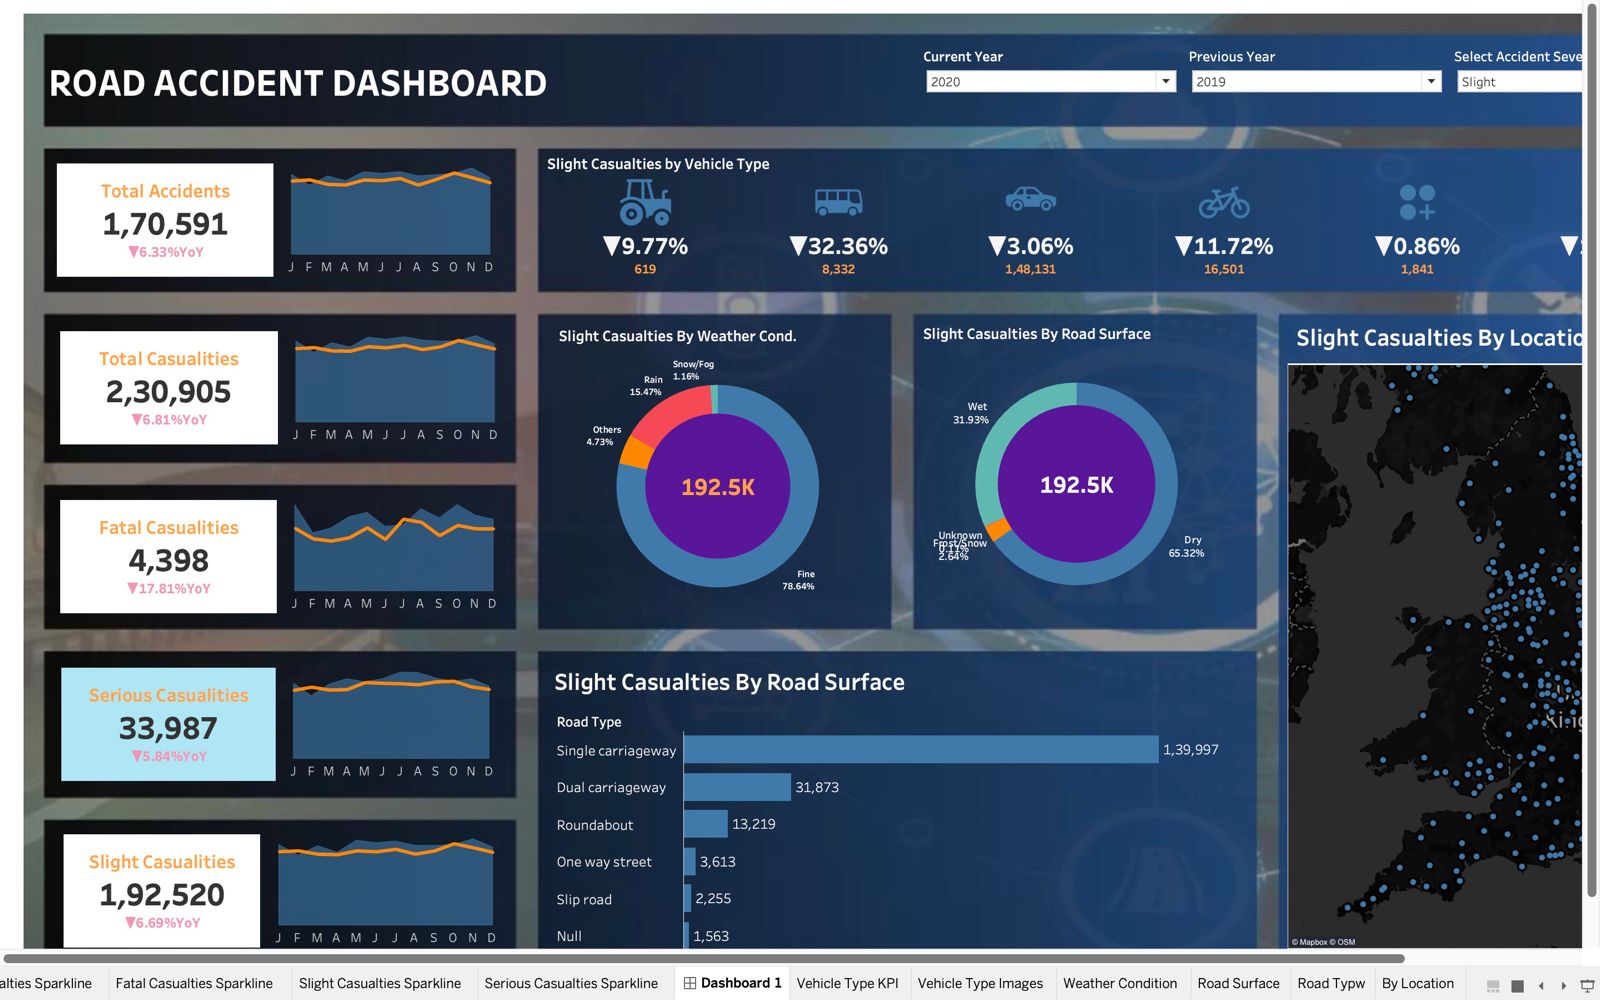 ROAD ACCIDENT DASHBOARD
Current Year
2020
Previous Year
2019
Select Accident Seve
Slight
Total Accidents
1,70,591
▼6.33%YoY
J F M A M J J A S O N D
Slight Casualties by Vehicle Type
▼9.77%
619
▼32.36%
8,332
▼3.06%
1,48,131
▼11.72%
16,501
▼0.86%
1,841
Total Casualities
2,30,905
▼6.81%YoY
J F M A M J J A S O N D
Fatal Casualities
4,398
▼17.81%YoY
J F M A M J J A S O N D
Serious Casualities
33,987
▼5.84%YoY
J F M A M J J A S O N D
Slight Casualities
1,92,520
▼6.69%YoY
J F M A M J J A S O N D
Slight Casualties By Weather Cond.
Snow/Fog
1.16%
Rain
15.47%
Others
4.73%
192.5K
Fine
78.64%
Slight Casualties By Road Surface
Wet
31.93%
192.5K
Unknown
Frost/Snow
2.64%
Dry
65.32%
Slight Casualties By Locatio
© Mapbox © OSM
Slight Casualties By Road Surface
Road Type
Single carriageway 1,39,997
Dual carriageway 31,873
Roundabout 13,219
One way street 3,613
Slip road 2,255
Null 1,563
alties Sparkline
Fatal Casualties Sparkline
Slight Casualties Sparkline
Serious Casualties Sparkline
Dashboard 1
Vehicle Type KPI
Vehicle Type Images
Weather Condition
Road Surface
Road Typw
By Location